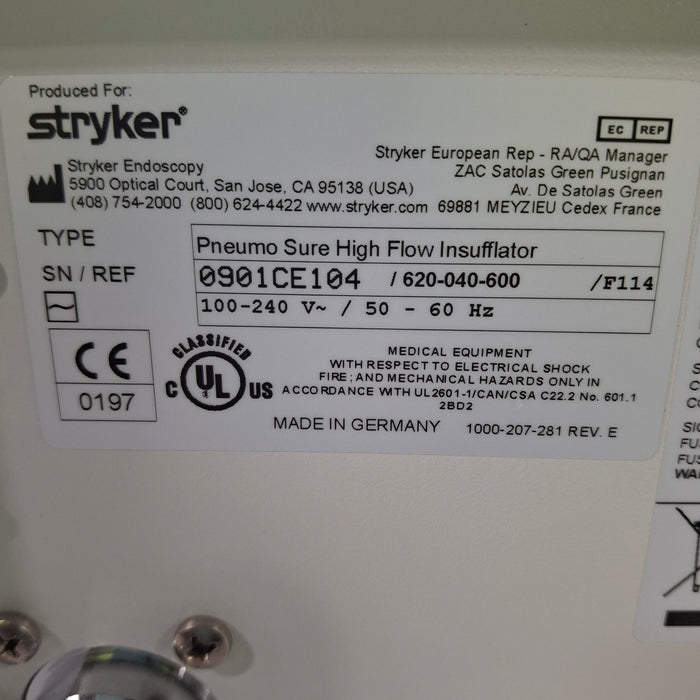 Produced For:
stryker®
EC REP
Stryker Endoscopy
5900 Optical Court, San Jose, CA 95138 (USA)
(408) 754-2000 (800) 624-4422 www.stryker.com
Stryker European Rep - RA/QA Manager
ZAC Satolas Green Pusignan
Av. De Satolas Green
69881 MEYZIEU Cedex France
TYPE
Pneumo Sure High Flow Insufflator
SN / REF
0901CE104 / 620-040-600 /F114
100-240 V~ / 50 - 60 Hz
CE
0197
CLASSIFIED
C UL US
MEDICAL EQUIPMENT
WITH RESPECT TO ELECTRICAL SHOCK
FIRE ; AND MECHANICAL HAZARDS ONLY IN
ACCORDANCE WITH UL2601-1/CAN/CSA C22.2 No. 601.1
2BD2
MADE IN GERMANY 1000-207-281 REV. E